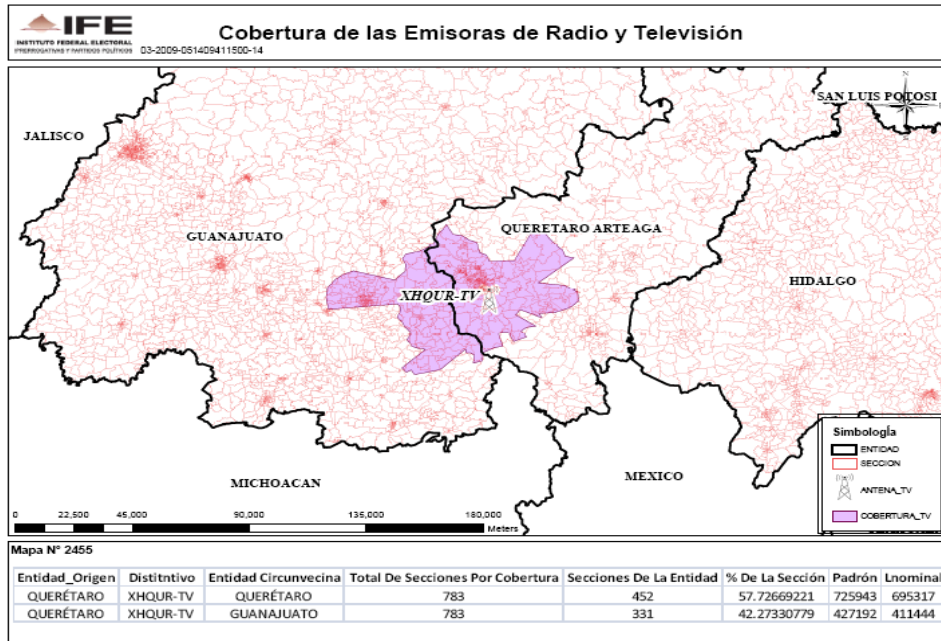 IFE
INSTITUTO FEDERAL ELECTORAL
PRERROGATIVAS Y PARTIDOS POLÍTICOS
03-2009-051409411500-14
Cobertura de las Emisoras de Radio y Televisión
N
SAN LUIS POTOSI
JALISCO
GUANAJUATO
QUERETARO ARTEAGA
HIDALGO
XHQUR-TV
MICHOACAN
MEXICO
Simbología
ENTIDAD
SECCION
ANTENA_TV
COBERTURA_TV
0 22,500 45,000 90,000 135,000 180,000
Meters
Mapa N° 2455
Entidad_Origen Distitntivo Entidad Circunvecina Total De Secciones Por Cobertura Secciones De La Entidad % De La Sección Padrón Lnominal
QUERÉTARO XHQUR-TV QUERÉTARO 783 452 57.72669221 725943 695317
QUERÉTARO XHQUR-TV GUANAJUATO 783 331 42.27330779 427192 411444